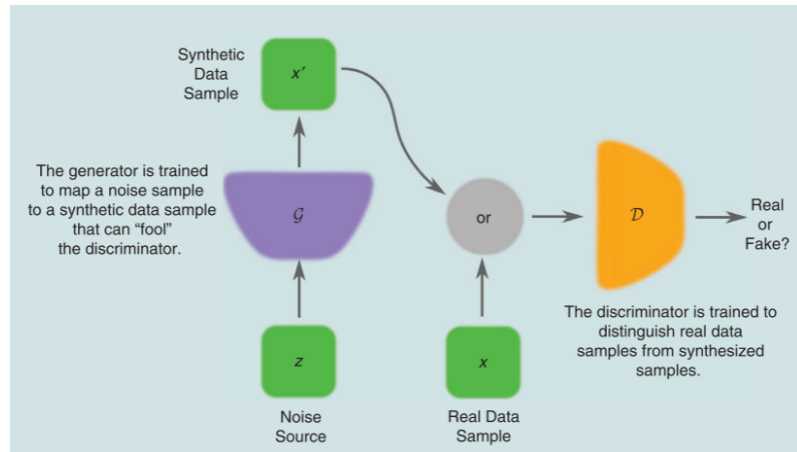 Synthetic
Data
Sample
x′
The generator is trained
to map a noise sample
to a synthetic data sample
that can “fool”
the discriminator.
G
or
D
Real
or
Fake?
The discriminator is trained to
distinguish real data
samples from synthesized
samples.
z
x
Noise
Source
Real Data
Sample